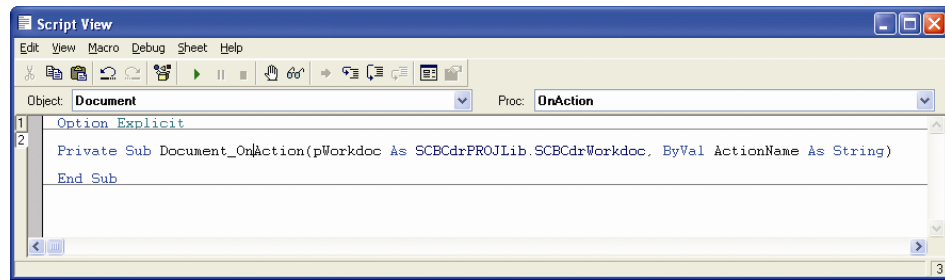 Script View
Edit View Macro Debug Sheet Help
Object: Document Proc: OnAction
1 Option Explicit
2
Private Sub Document_OnAction(pWorkdoc As SCBCdrPROJLib.SCBCdrWorkdoc, ByVal ActionName As String)
End Sub
3